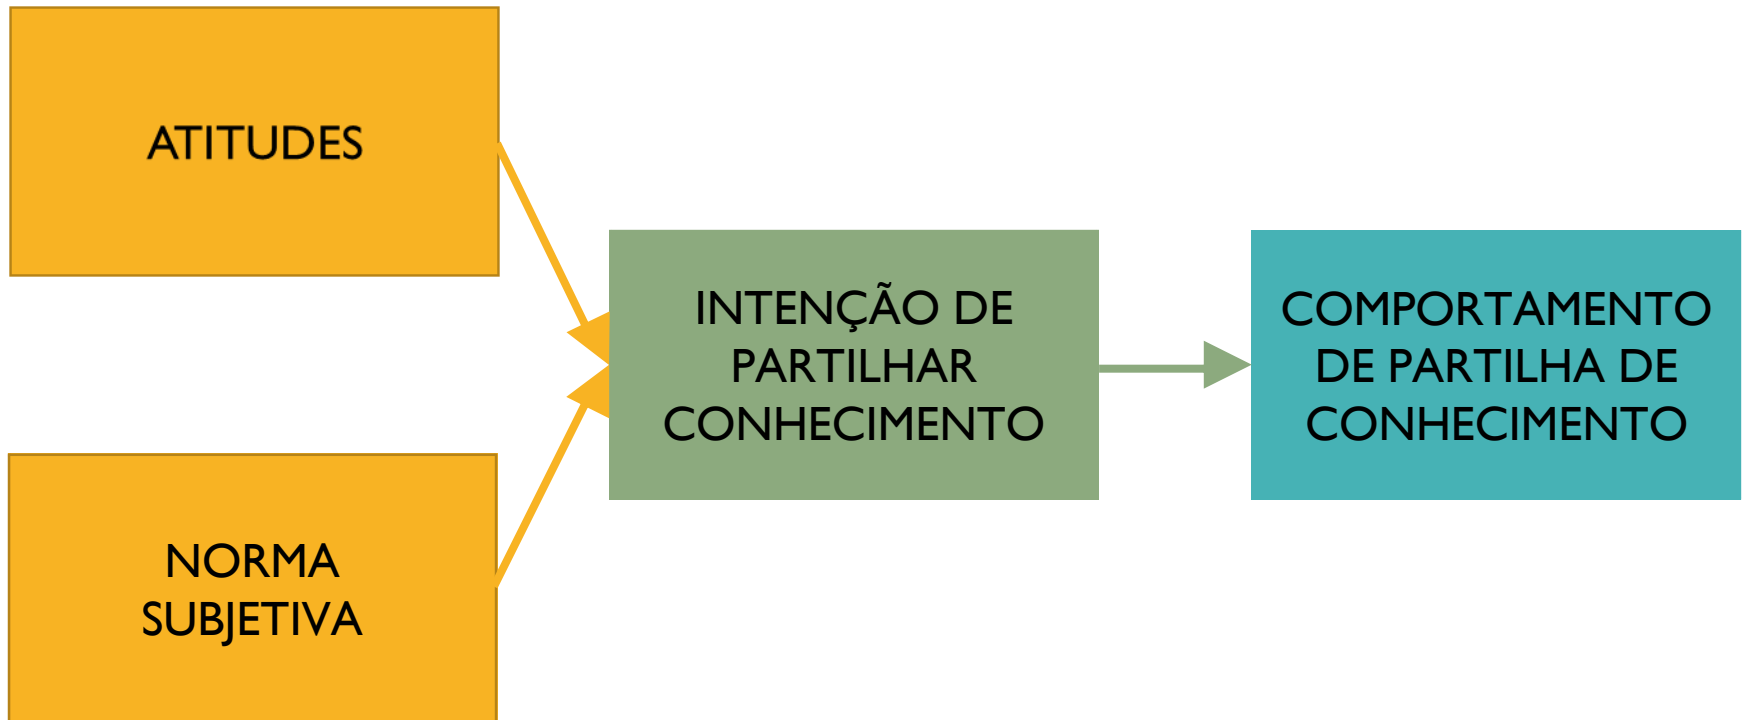 ATITUDES
NORMA
SUBJETIVA
INTENÇÃO DE
PARTILHAR
CONHECIMENTO
COMPORTAMENTO
DE PARTILHA DE
CONHECIMENTO